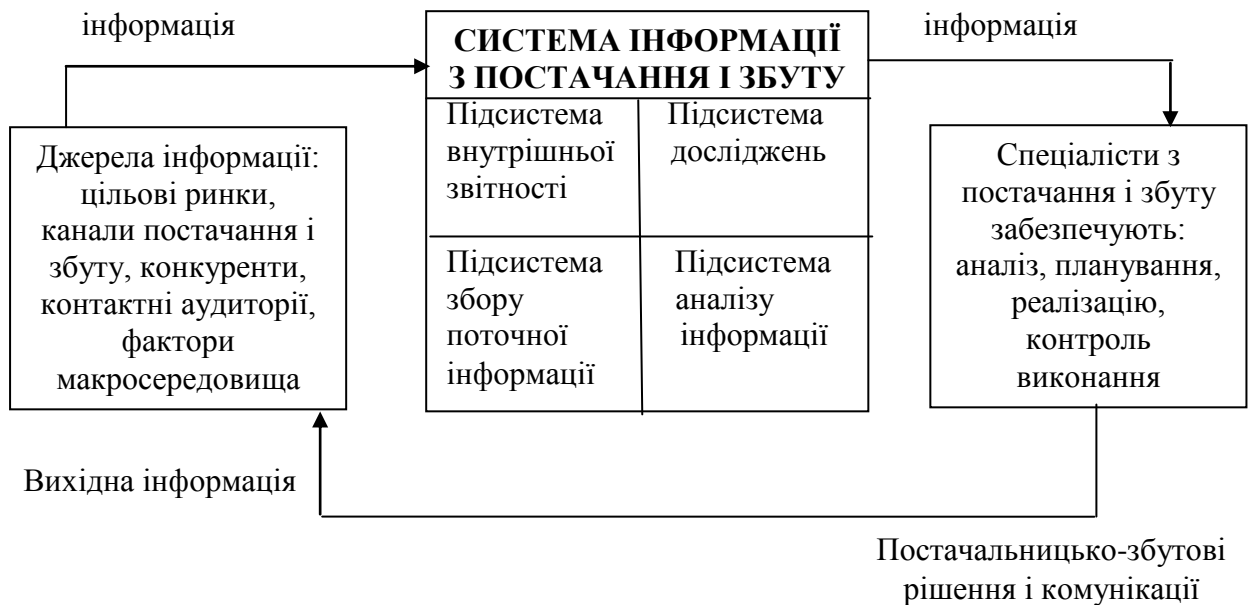 інформація
СИСТЕМА ІНФОРМАЦІЇ
З ПОСТАЧАННЯ І ЗБУТУ
інформація
Джерела інформації:
цільові ринки,
канали постачання і
збуту, конкуренти,
контактні аудиторії,
фактори
макросередовища
Підсистема
внутрішньої
звітності
Підсистема
досліджень
Підсистема
збору
поточної
інформації
Підсистема
аналізу
інформації
Спеціалісти з
постачання і збуту
забезпечують:
аналіз, планування,
реалізацію,
контроль
виконання
Вихідна інформація
Постачальницько-збутові
рішення і комунікації